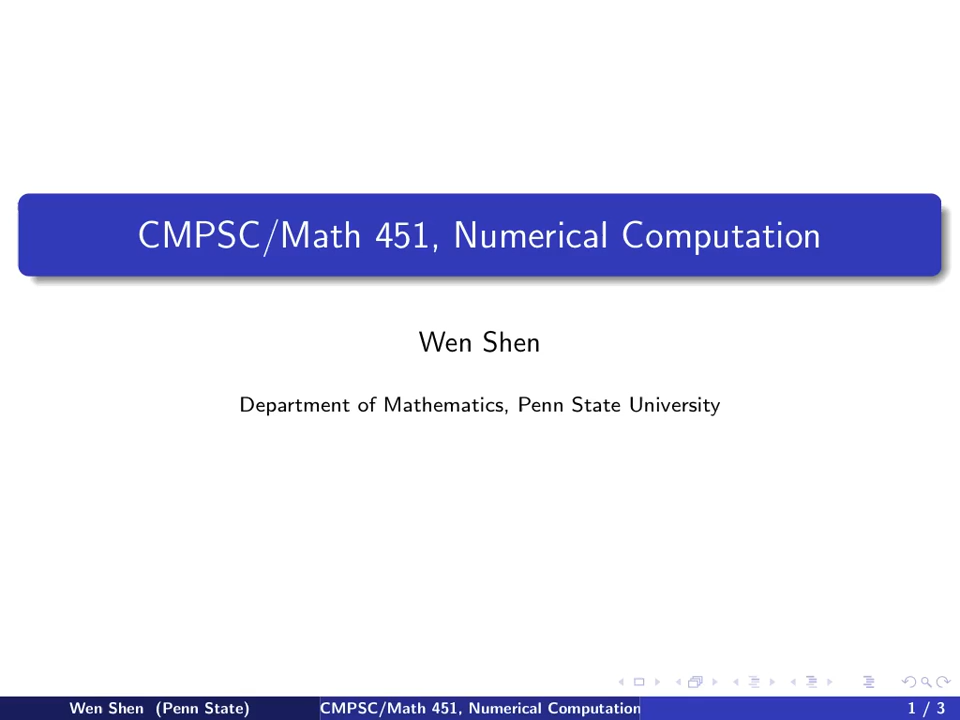 CMPSC/Math 451, Numerical Computation
Wen Shen
Department of Mathematics, Penn State University
Wen Shen (Penn State)
CMPSC/Math 451, Numerical Computation
1 / 3